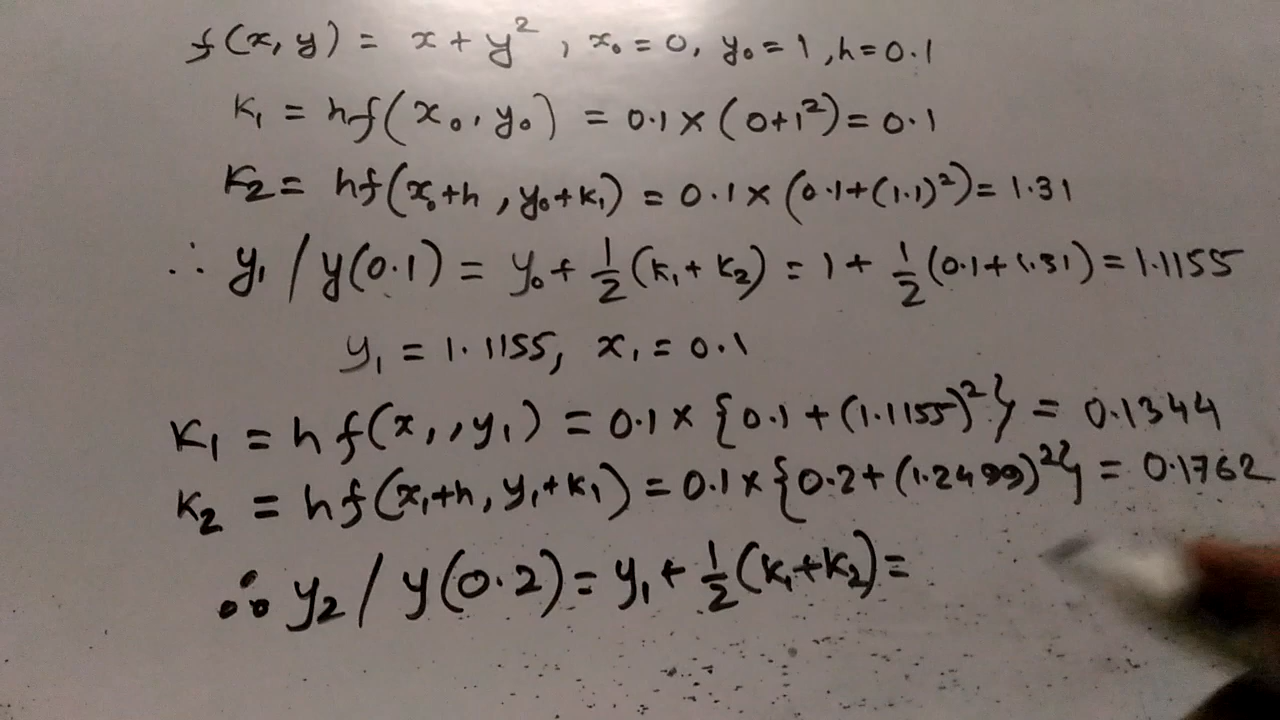 f(x, y) = x + y², x₀ = 0, y₀ = 1, h = 0.1
K₁ = hf(x₀, y₀) = 0.1 × (0+1²) = 0.1
K₂ = hf(x₀+h, y₀+K₁) = 0.1 × (0.1+(1.1)²) = 1.31
∴ y₁ / y(0.1) = y₀ + 1/2 (K₁ + K₂) = 1 + 1/2 (0.1 + 1.31) = 1.1155
y₁ = 1.1155, x₁ = 0.1
K₁ = hf(x₁, y₁) = 0.1 × {0.1 + (1.1155)²} = 0.1344
K₂ = hf(x₁+h, y₁+K₁) = 0.1 × {0.2 + (1.2499)²} = 0.1762
∴ y₂ / y(0.2) = y₁ + 1/2 (K₁+K₂) =